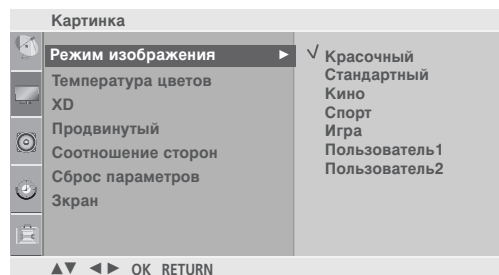 Картинка
Режим изображения ►
Температура цветов
XD
Продвинутый
Соотношение сторон
Сброс параметров
Зкран
√ Красочный
Стандартный
Кино
Спорт
Игра
Пользователь1
Пользователь2
▲▼ ◄► OK RETURN